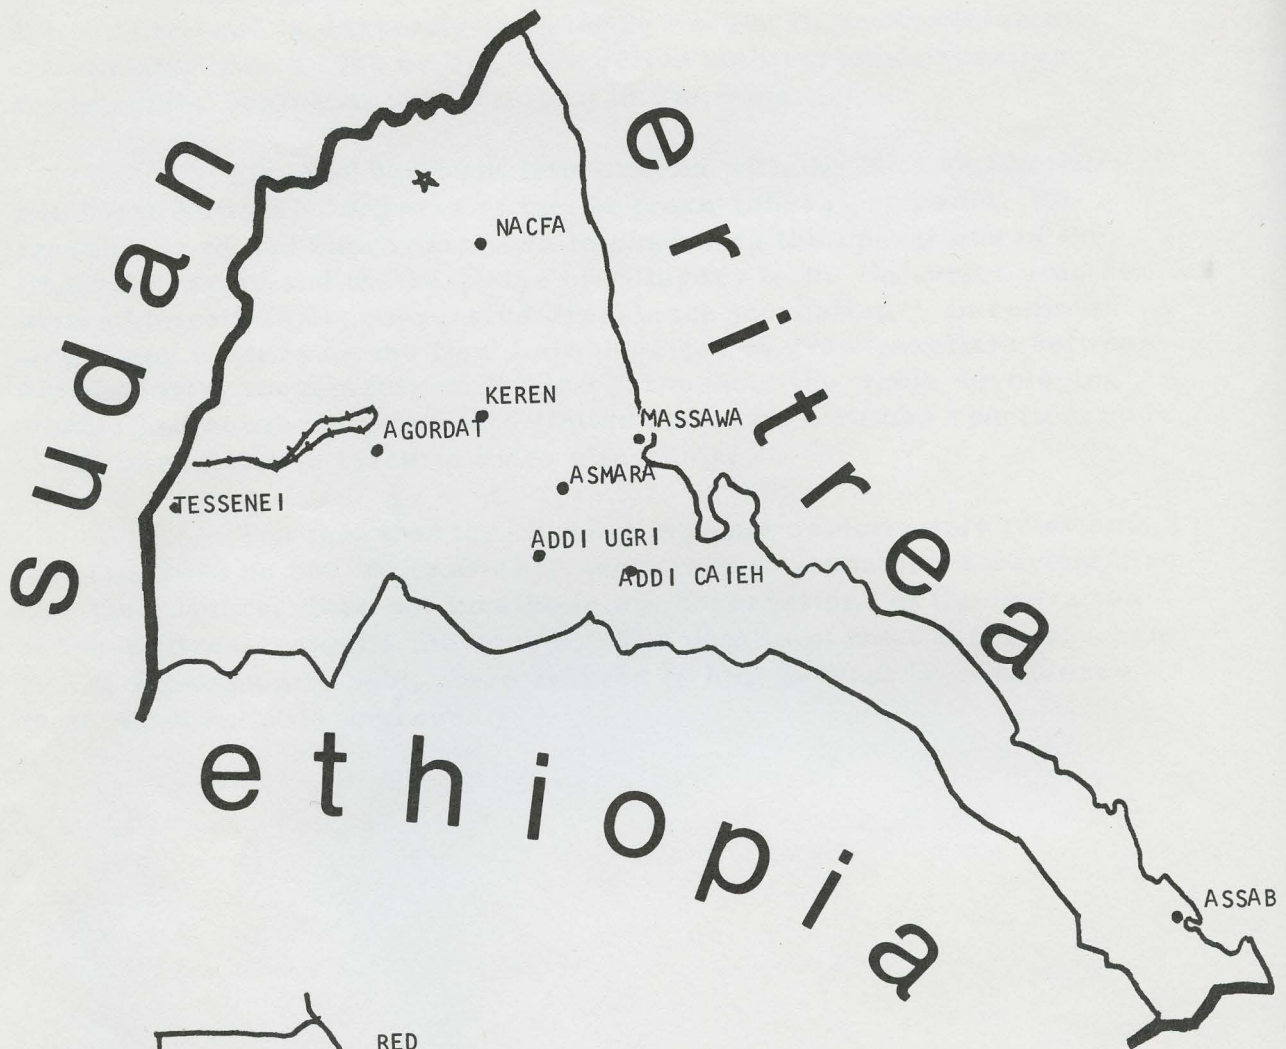 sudan
eritrea
NACFA
KEREN
AGORDAT
MASSAWA
ASMARA
TESSENEI
ADDI UGRI
ADDI CAIEH
ethiopia
ASSAB
RED